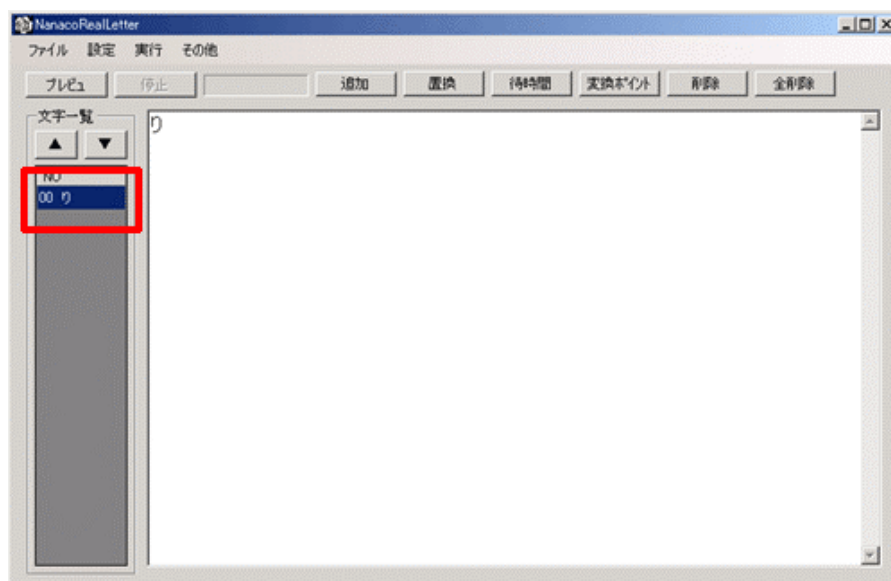 NanacoRealLetter
ファイル 設定 実行 その他
プレビュ 停止 追加 置換 待時間 変換ポイント 削除 全削除
文字一覧
▲ ▼
り
NO
00 り